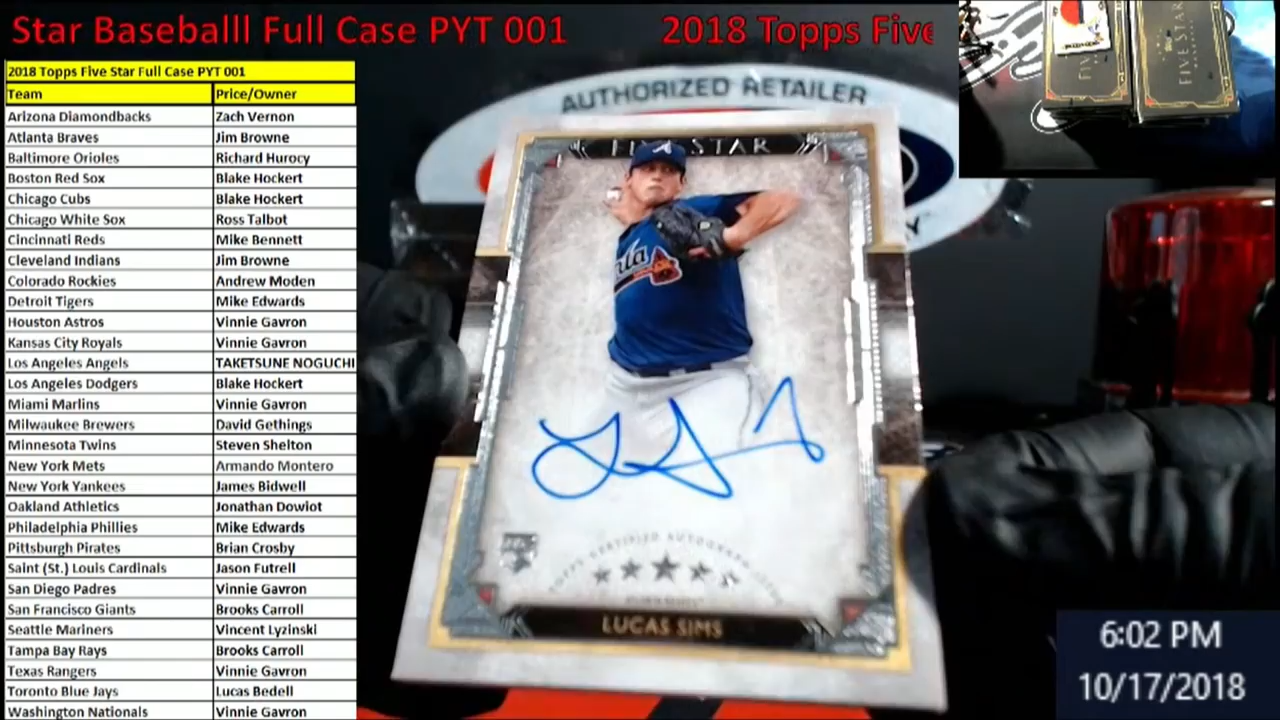 Star Baseballl Full Case PYT 001 2018 Topps Five
2018 Topps Five Star Full Case PYT 001
Team Price/Owner
Arizona Diamondbacks Zach Vernon
Atlanta Braves Jim Browne
Baltimore Orioles Richard Hurocy
Boston Red Sox Blake Hockert
Chicago Cubs Blake Hockert
Chicago White Sox Ross Talbot
Cincinnati Reds Mike Bennett
Cleveland Indians Jim Browne
Colorado Rockies Andrew Moden
Detroit Tigers Mike Edwards
Houston Astros Vinnie Gavron
Kansas City Royals Vinnie Gavron
Los Angeles Angels TAKETSUNE NOGUCHI
Los Angeles Dodgers Blake Hockert
Miami Marlins Vinnie Gavron
Milwaukee Brewers David Gethings
Minnesota Twins Steven Shelton
New York Mets Armando Montero
New York Yankees James Bidwell
Oakland Athletics Jonathan Dowiot
Philadelphia Phillies Mike Edwards
Pittsburgh Pirates Brian Crosby
Saint (St.) Louis Cardinals Jason Futrell
San Diego Padres Vinnie Gavron
San Francisco Giants Brooks Carroll
Seattle Mariners Vincent Lyzinski
Tampa Bay Rays Brooks Carroll
Texas Rangers Vinnie Gavron
Toronto Blue Jays Lucas Bedell
Washington Nationals Vinnie Gavron
AUTHORIZED RETAILER
STAR
TOPPS CERTIFIED AUTOGRAPH
LUCAS SIMS
FIVE STAR
FIVE STAR
6:02 PM
10/17/2018